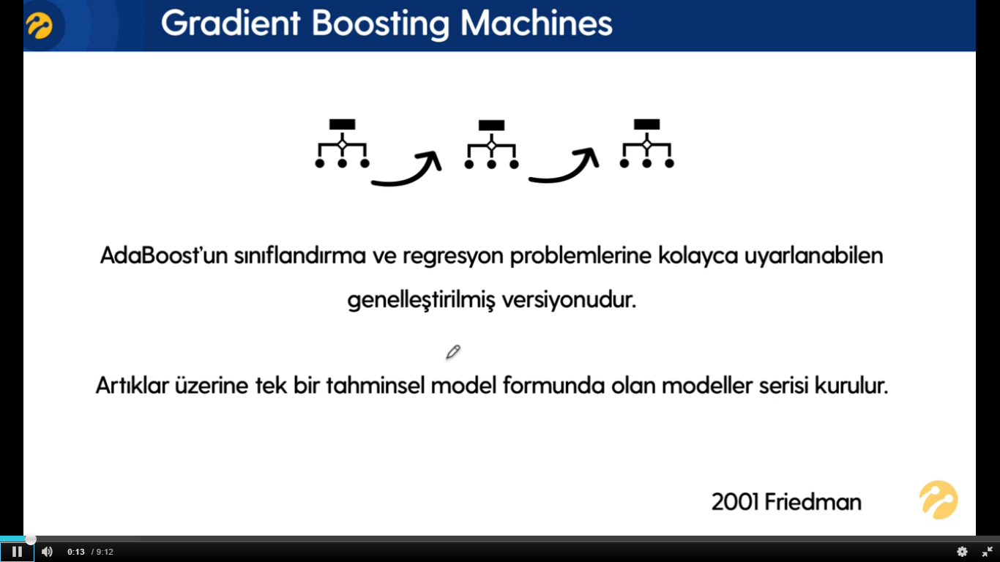 Gradient Boosting Machines
AdaBoost'un sınıflandırma ve regresyon problemlerine kolayca uyarlanabilen
genelleştirilmiş versiyonudur.
Artıklar üzerine tek bir tahminsel model formunda olan modeller serisi kurulur.
2001 Friedman
0:13 / 9:12